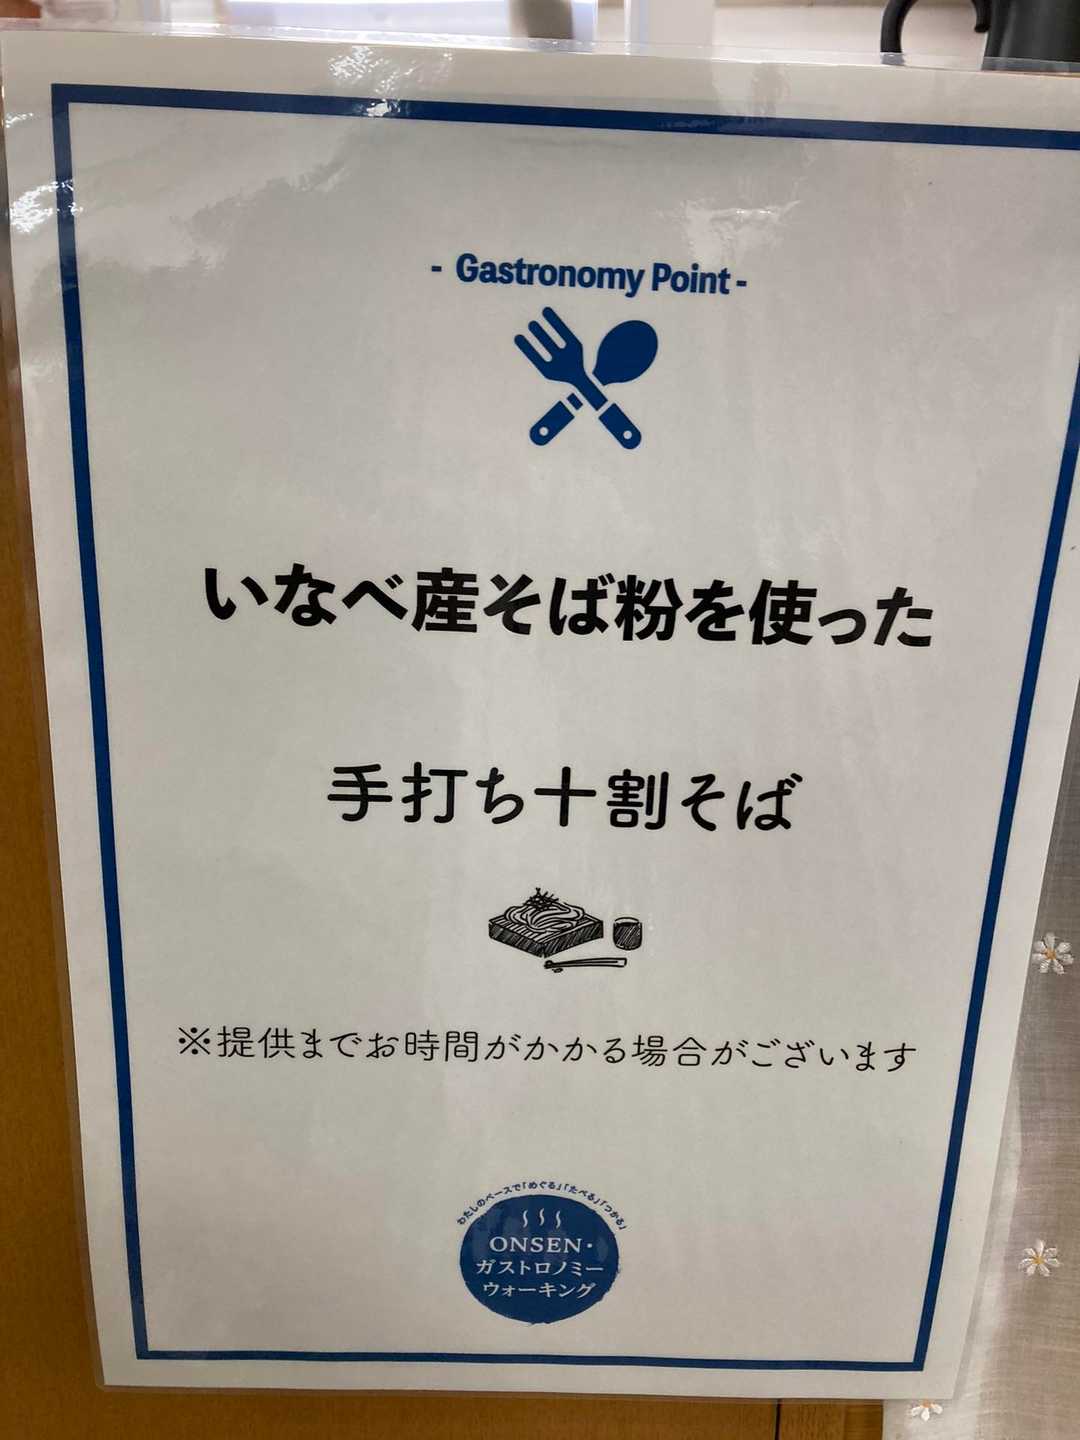 - Gastronomy Point -
いなべ産そば粉を使った
手打ち十割そば
※提供までお時間がかかる場合がございます
わたしのペースで「めぐる」「たべる」「つかる」
ONSEN・
ガストロノミー
ウォーキング